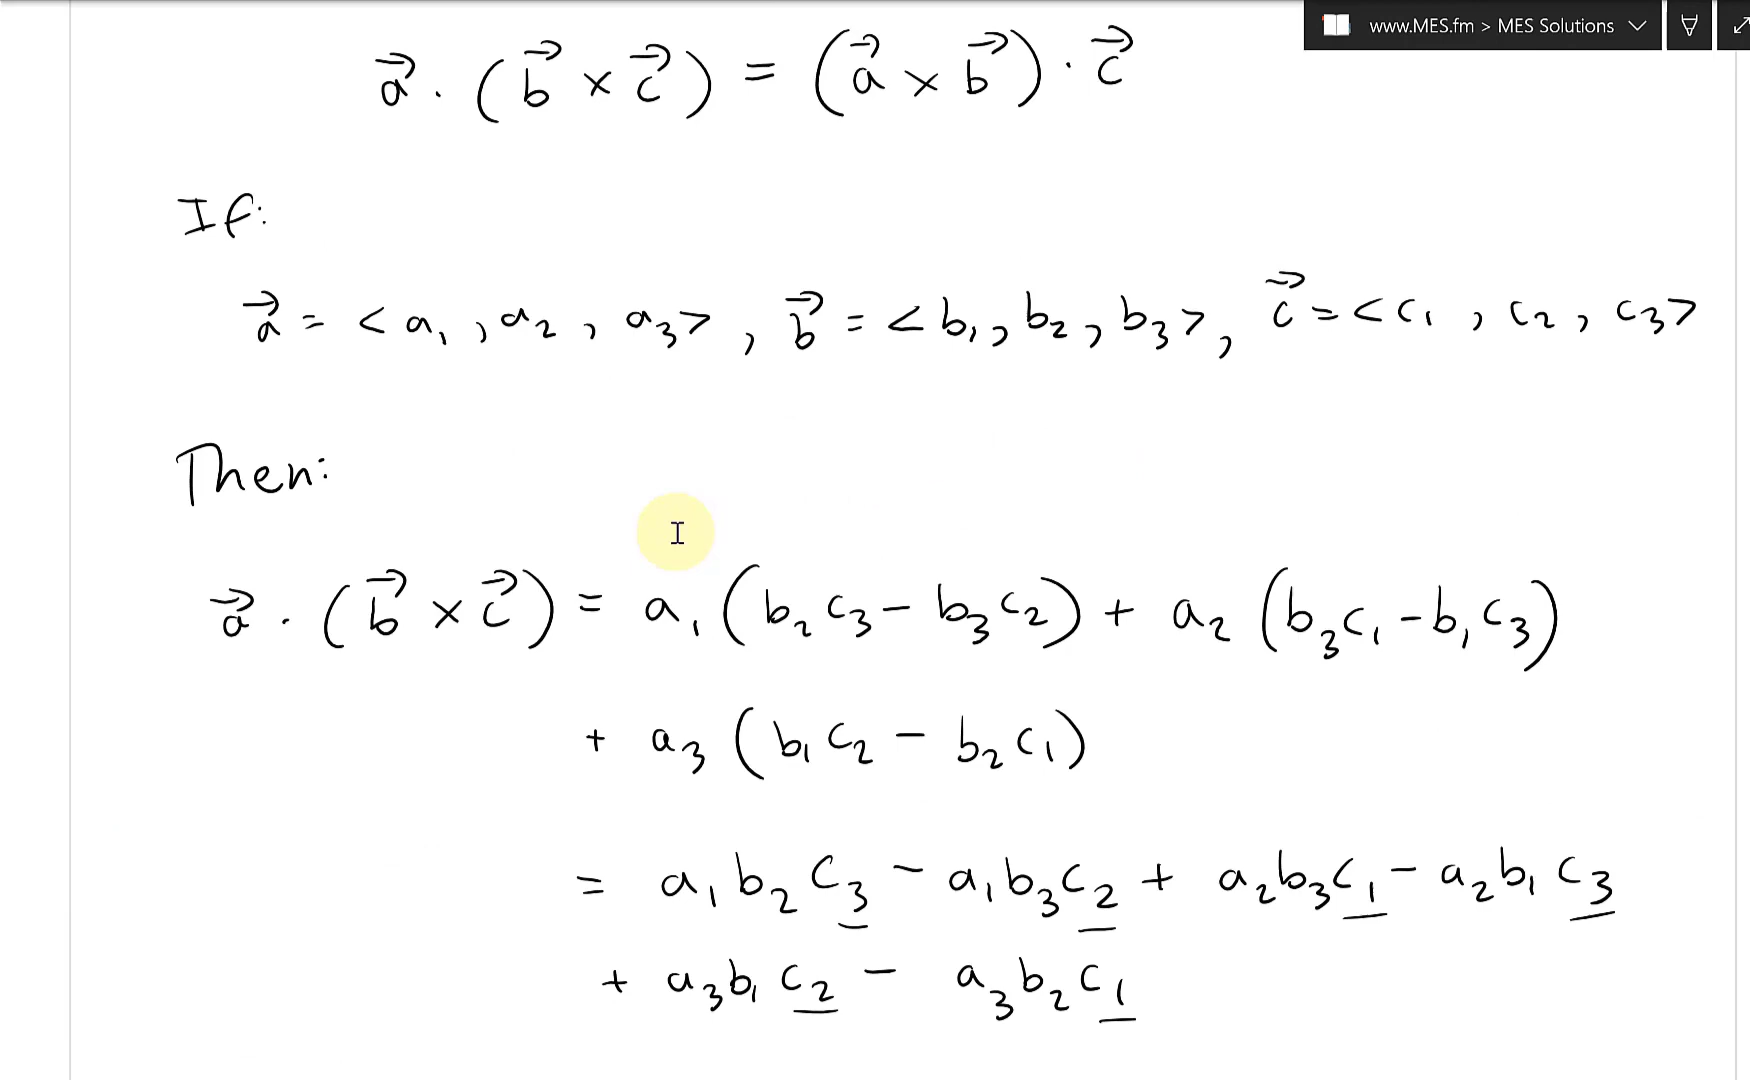 www.MES.fm > MES Solutions
a⃗ · (b⃗ × c⃗) = (a⃗ × b⃗) · c⃗
If:
a⃗ = <a₁, a₂, a₃>, b⃗ = <b₁, b₂, b₃>, c⃗ = <c₁, c₂, c₃>
Then:
a⃗ · (b⃗ × c⃗) = a₁(b₂c₃ − b₃c₂) + a₂(b₃c₁ − b₁c₃)
+ a₃(b₁c₂ − b₂c₁)
= a₁b₂c₃ − a₁b₃c₂ + a₂b₃c₁ − a₂b₁c₃
+ a₃b₁c₂ − a₃b₂c₁